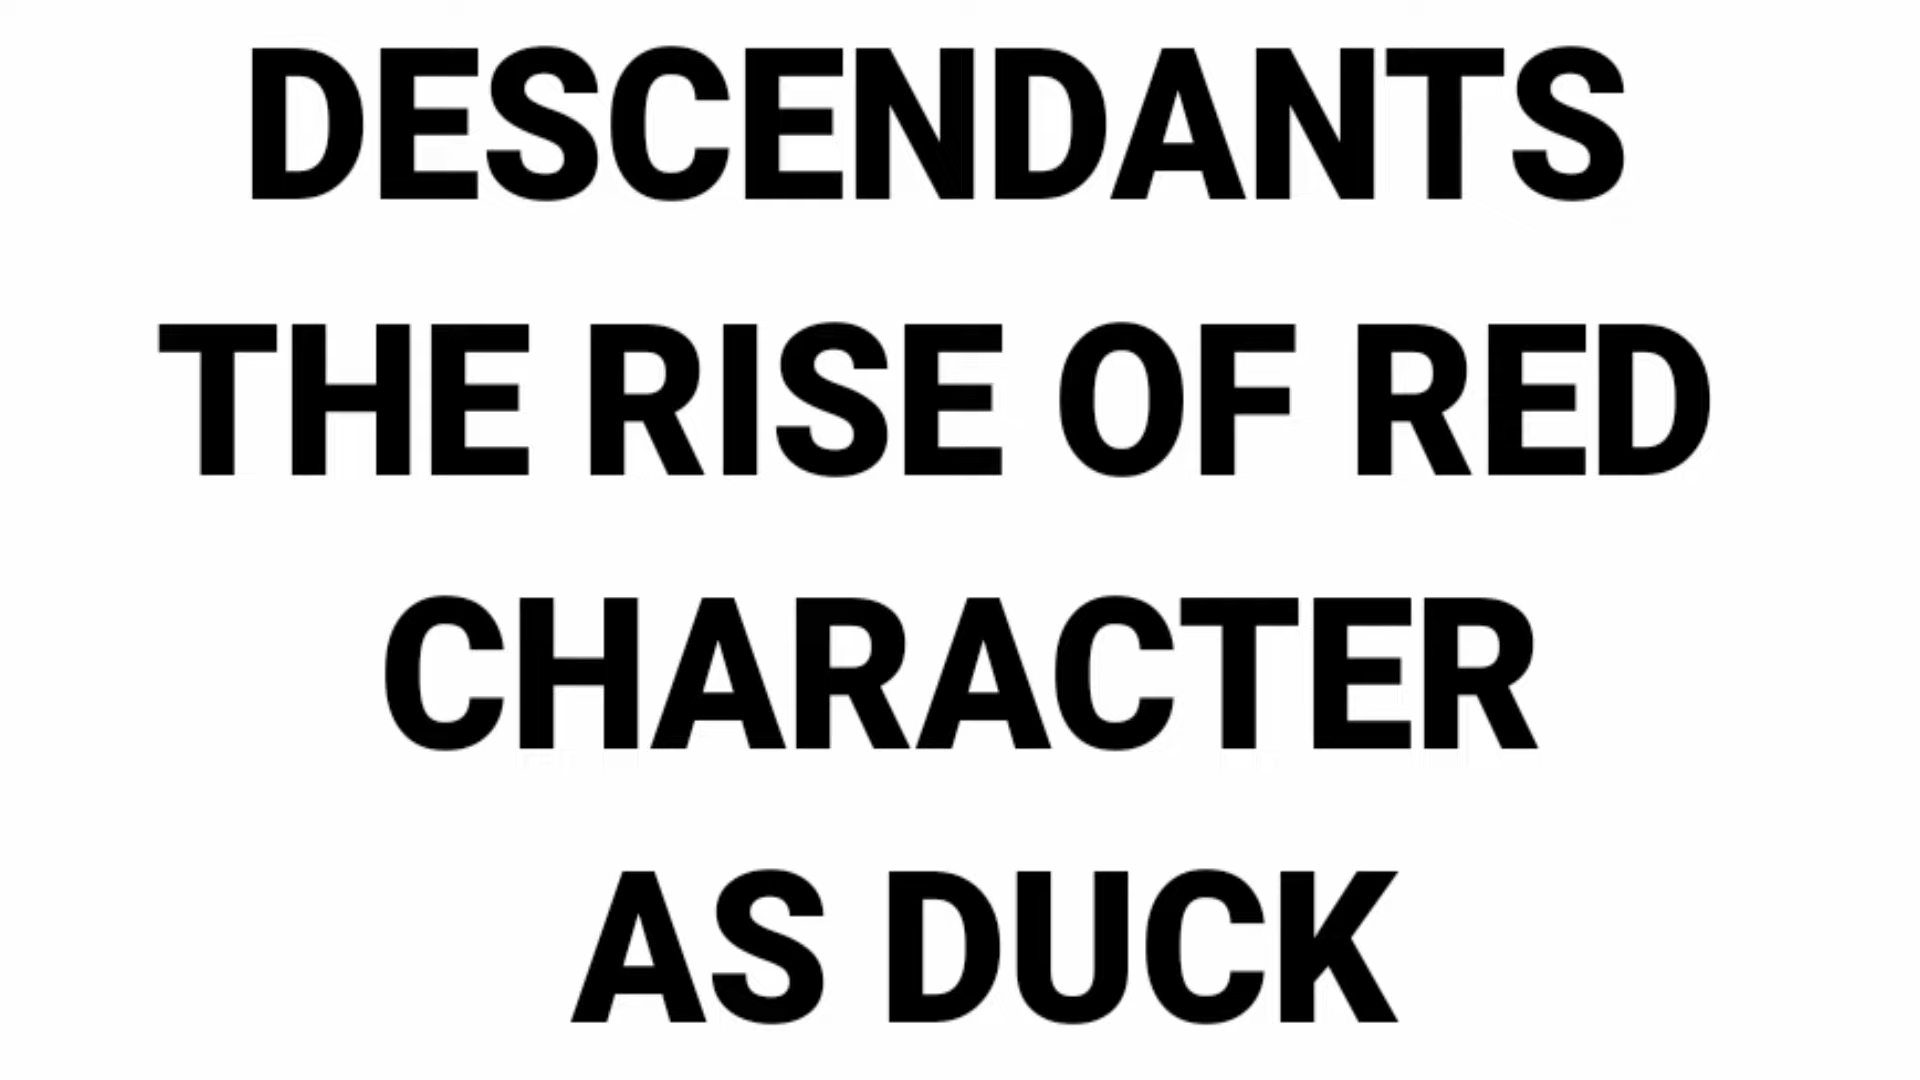 DESCENDANTS
THE RISE OF RED
CHARACTER
AS DUCK